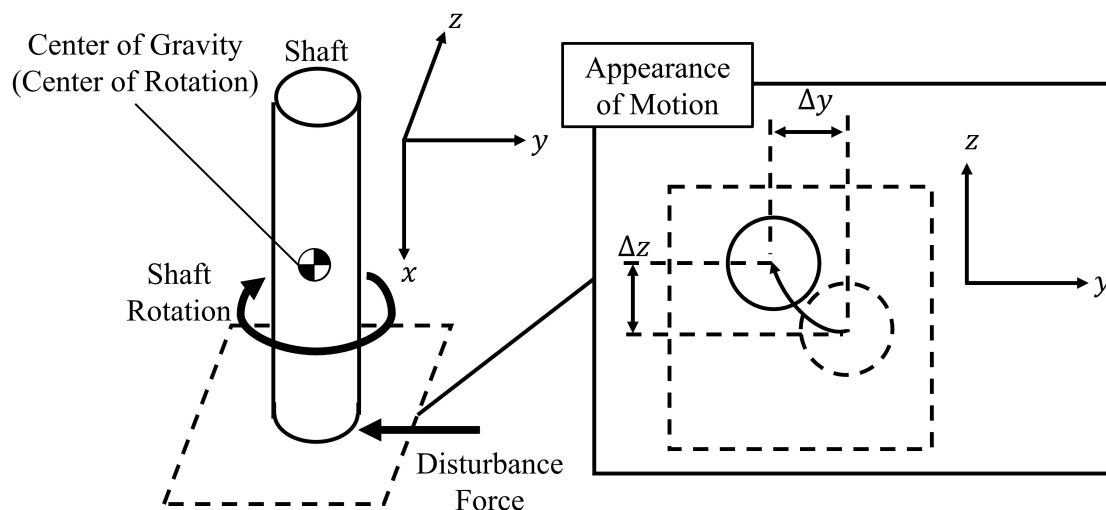 Center of Gravity
(Center of Rotation)
Shaft
z
y
x
Shaft
Rotation
Disturbance
Force
Appearance
of Motion
Δy
z
Δz
y